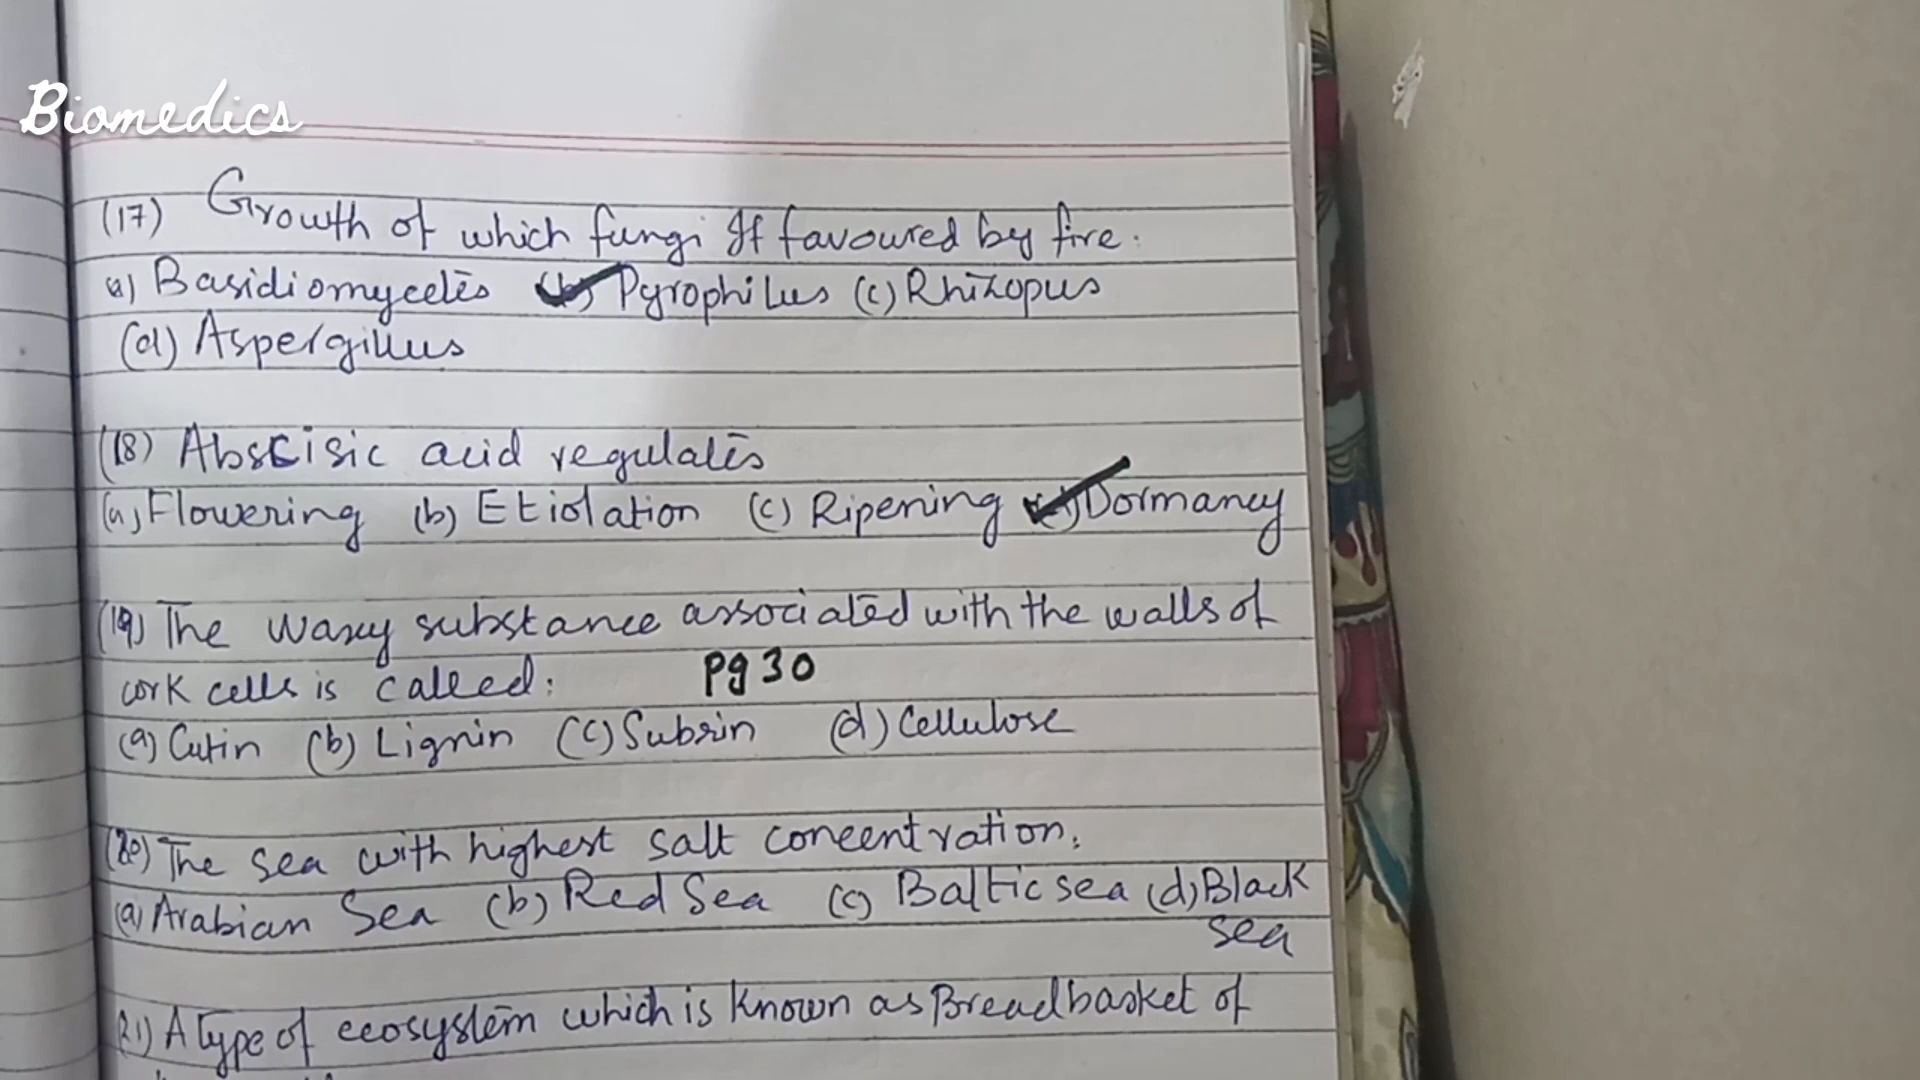 Biomedics
(17) Growth of which fungi If favoured by fire.
(a) Basidiomycetes (b) Pyrophilus (c) Rhizopus
(d) Aspergillus
(18) Abscisic acid regulates
(a) Flowering (b) Etiolation (c) Ripening (d) Dormancy
(19) The waxy substance associated with the walls of
cork cells is called: Pg 30
(a) Cutin (b) Lignin (c) Subrin (d) Cellulose
(20) The sea with highest salt concentration.
(a) Arabian Sea (b) Red Sea (c) Baltic sea (d) Black
sea
(21) A type of ecosystem which is known as Breadbasket of